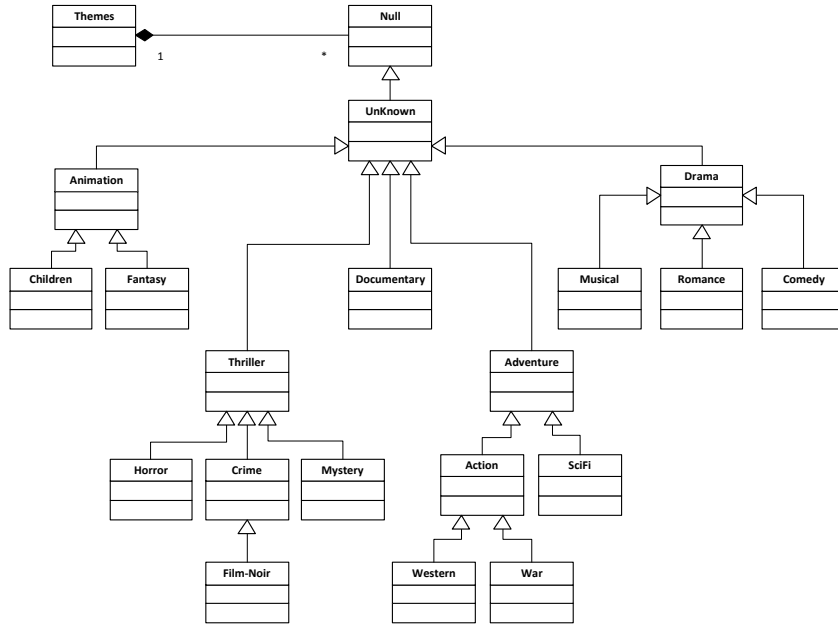 Themes
Null
1
*
UnKnown
Animation
Drama
Children
Fantasy
Documentary
Musical
Romance
Comedy
Thriller
Adventure
Horror
Crime
Mystery
Action
SciFi
Film-Noir
Western
War